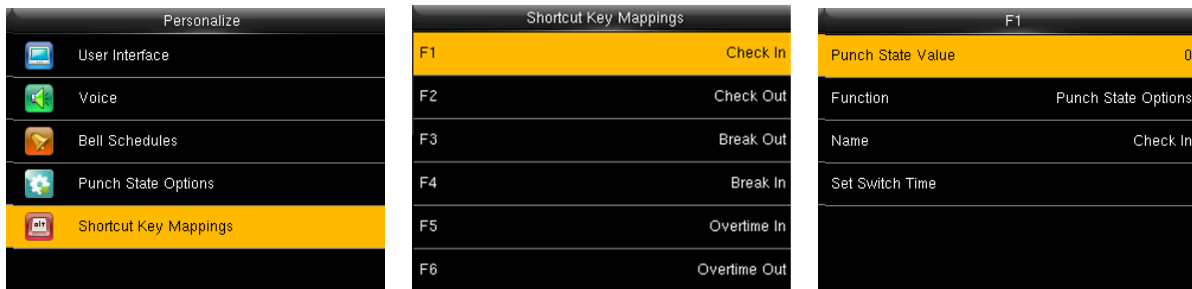 Personalize
User Interface
Voice
Bell Schedules
Punch State Options
alt
Shortcut Key Mappings
Shortcut Key Mappings
F1 Check In
F2 Check Out
F3 Break Out
F4 Break In
F5 Overtime In
F6 Overtime Out
F1
Punch State Value 0
Function Punch State Options
Name Check In
Set Switch Time